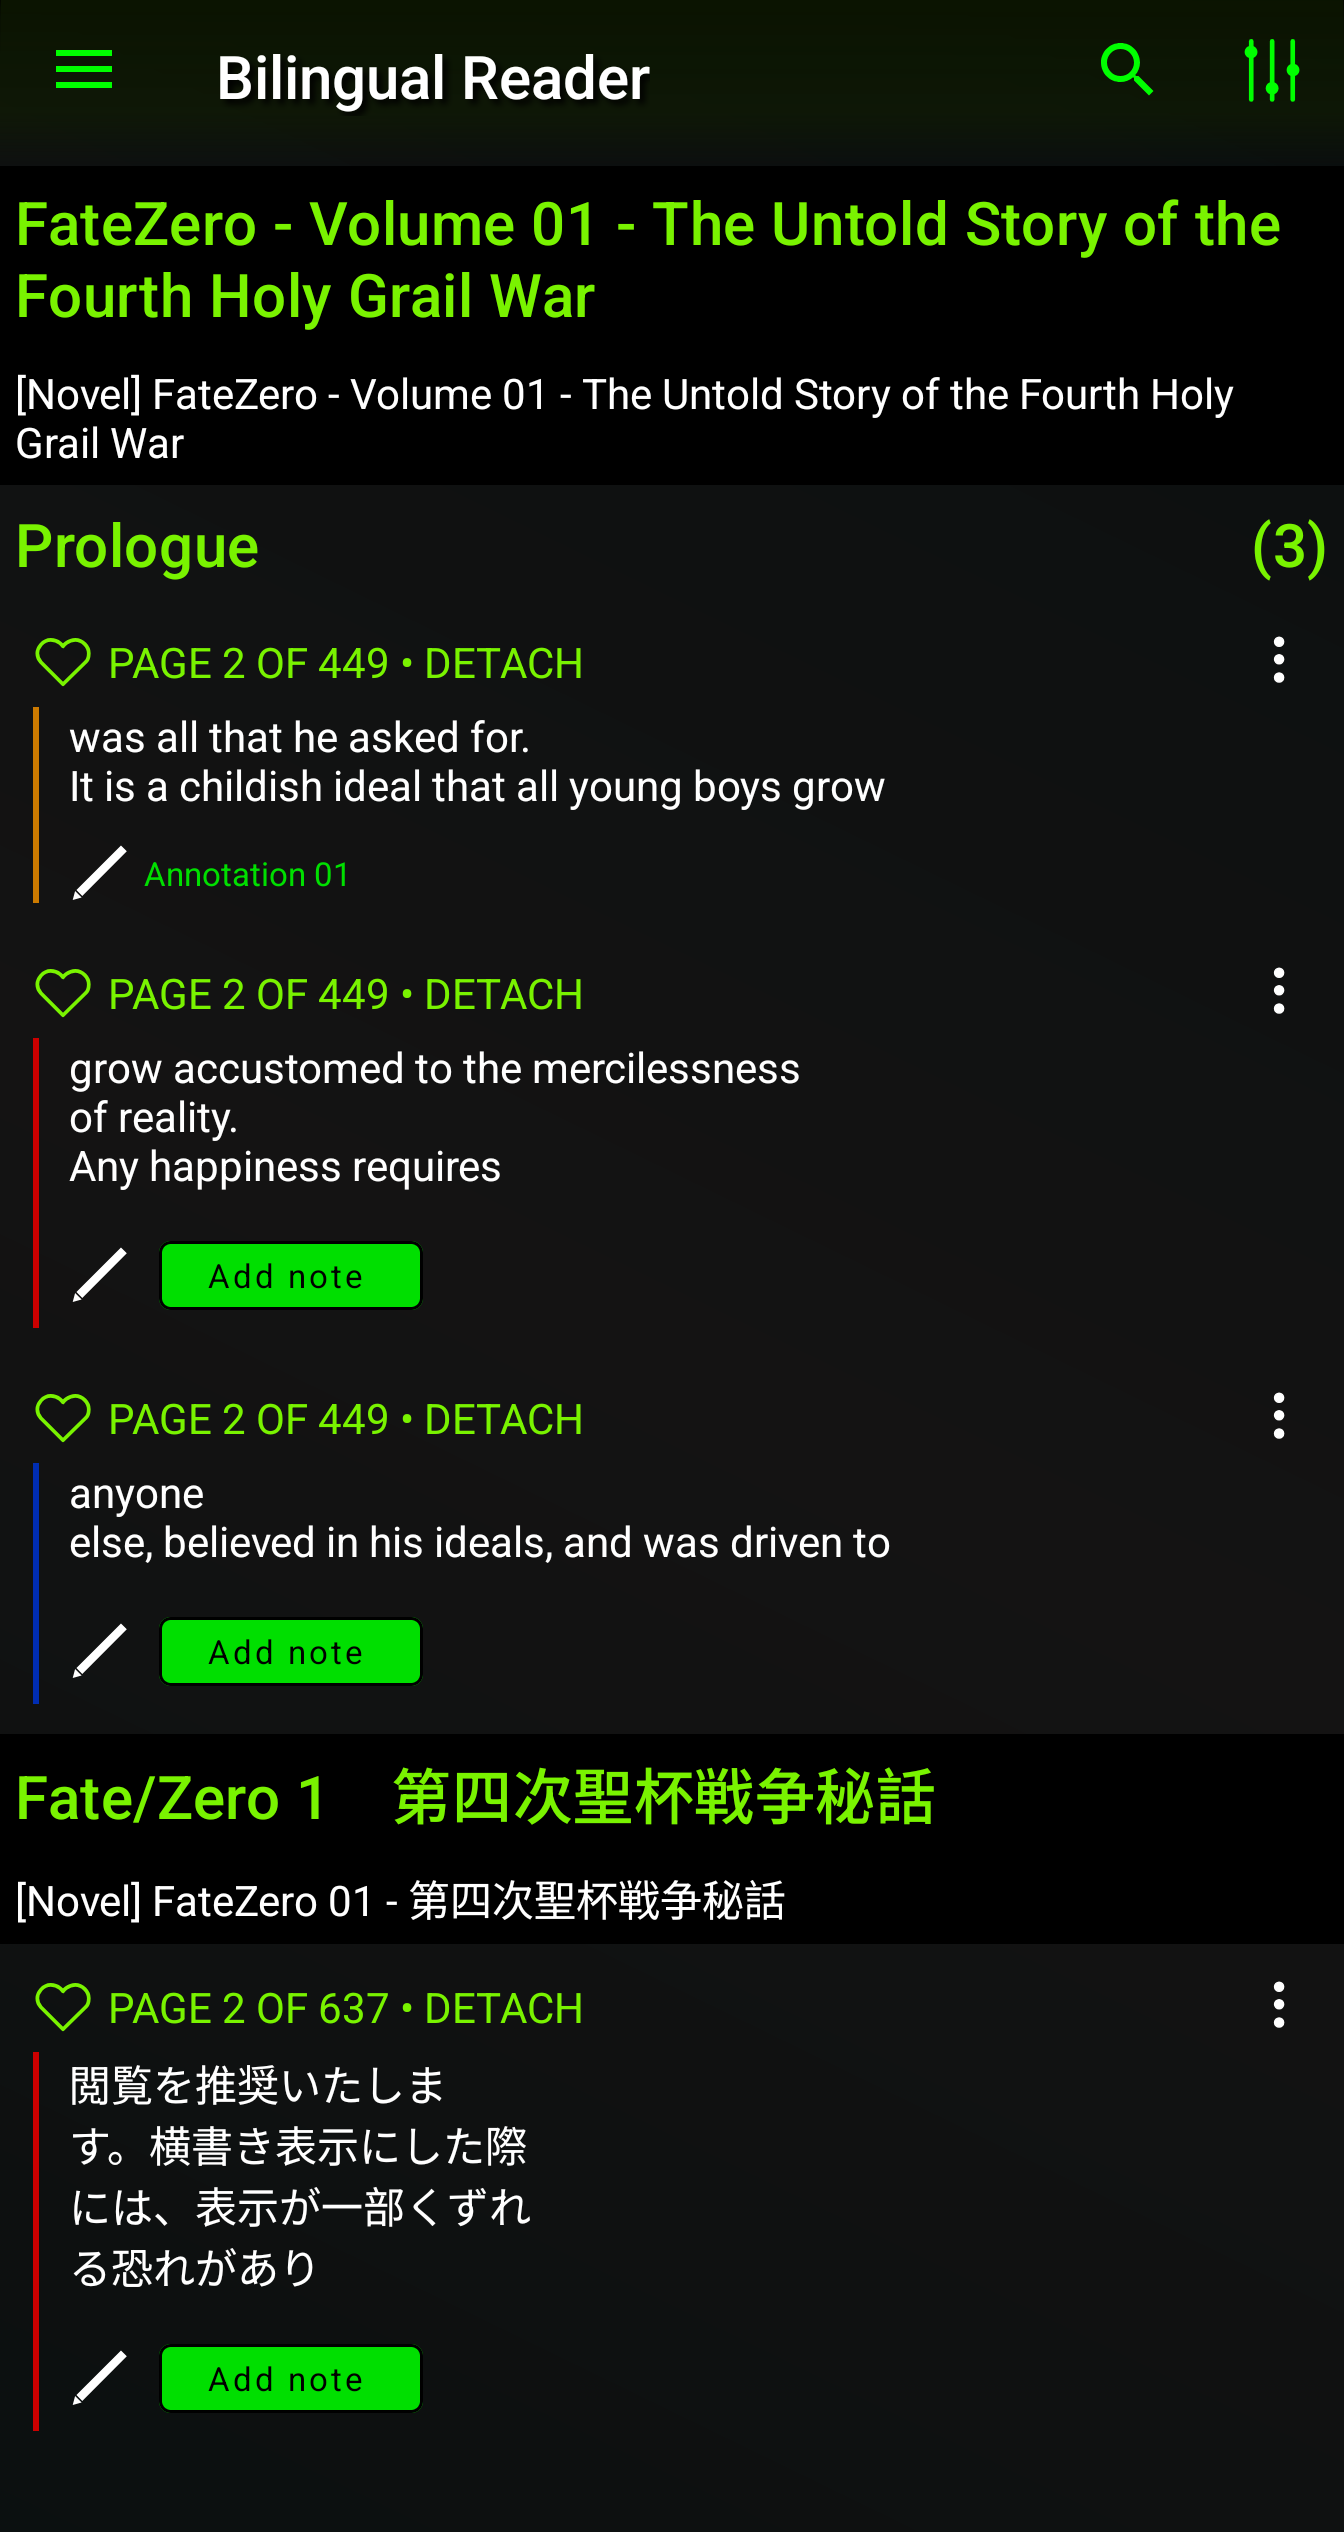 Bilingual Reader
FateZero - Volume 01 - The Untold Story of the
Fourth Holy Grail War
[Novel] FateZero - Volume 01 - The Untold Story of the Fourth Holy
Grail War
Prologue (3)
PAGE 2 OF 449 • DETACH
was all that he asked for.
It is a childish ideal that all young boys grow
Annotation 01
PAGE 2 OF 449 • DETACH
grow accustomed to the mercilessness
of reality.
Any happiness requires
Add note
PAGE 2 OF 449 • DETACH
anyone
else, believed in his ideals, and was driven to
Add note
Fate/Zero 1　第四次聖杯戦争秘話
[Novel] FateZero 01 - 第四次聖杯戦争秘話
PAGE 2 OF 637 • DETACH
閲覧を推奨いたしま
す。横書き表示にした際
には、表示が一部くずれ
る恐れがあり
Add note